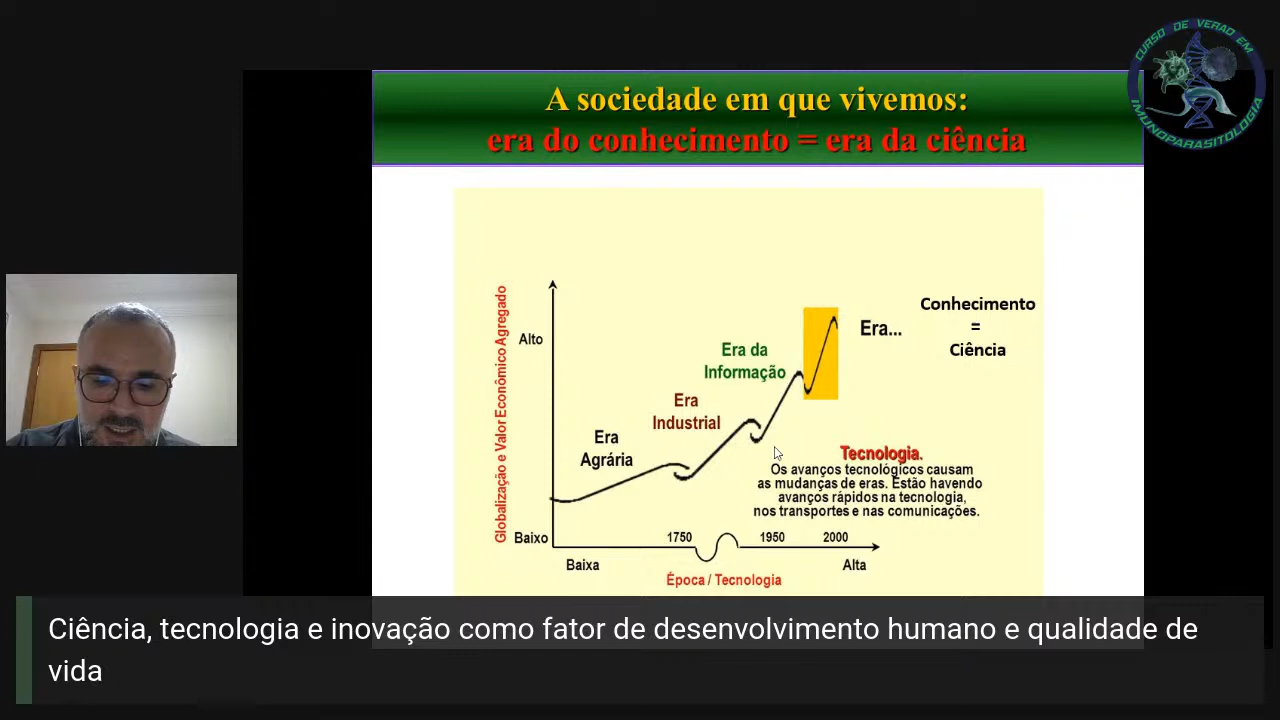 CURSO DE VERÃO EM
IMUNOPARASITOLOGIA
A sociedade em que vivemos:
era do conhecimento = era da ciência
Globalização e Valor Econômico Agregado
Alto
Baixo
Era
Agrária
Era
Industrial
Era da
Informação
Era...
Conhecimento
=
Ciência
Tecnologia.
Os avanços tecnológicos causam
as mudanças de eras. Estão havendo
avanços rápidos na tecnologia,
nos transportes e nas comunicações.
1750
1950
2000
Baixa
Alta
Época / Tecnologia
Ciência, tecnologia e inovação como fator de desenvolvimento humano e qualidade de
vida